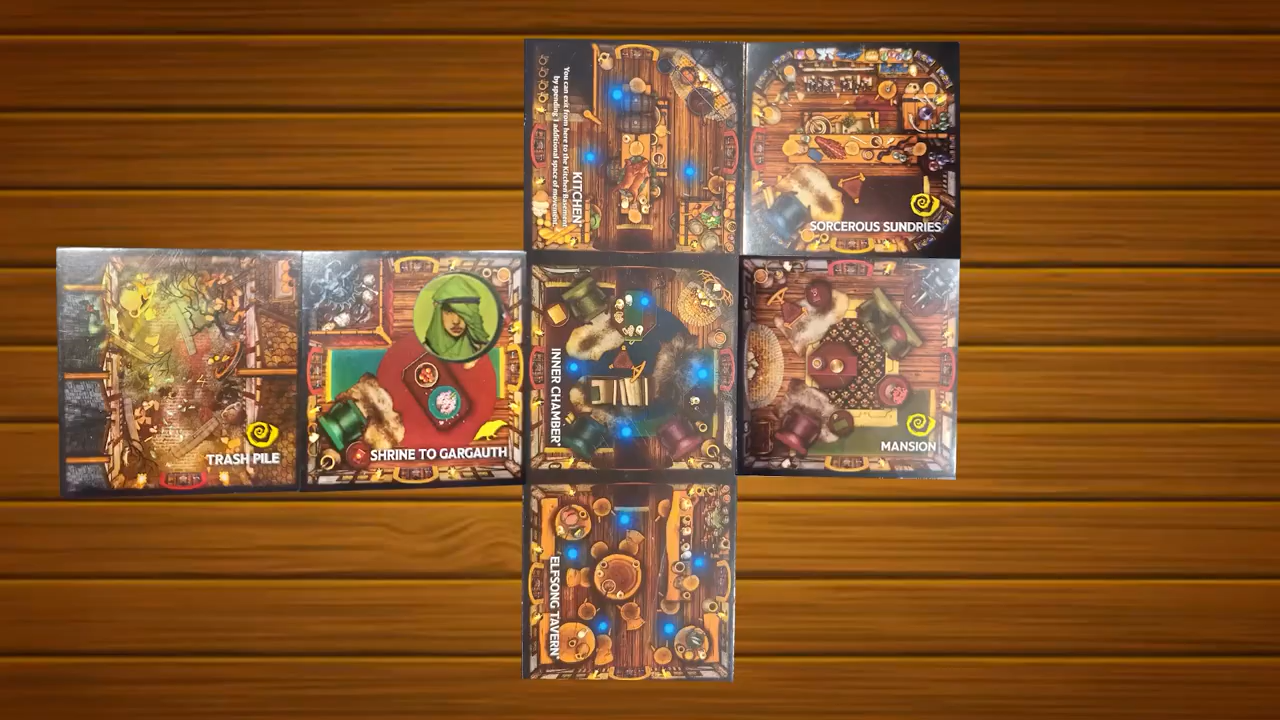 You can exit from here to the Kitchen Basement
by spending 1 additional space of movement.
KITCHEN
SORCEROUS SUNDRIES
TRASH PILE
SHRINE TO GARGAUTH
INNER CHAMBER
MANSION
ELFSONG TAVERN